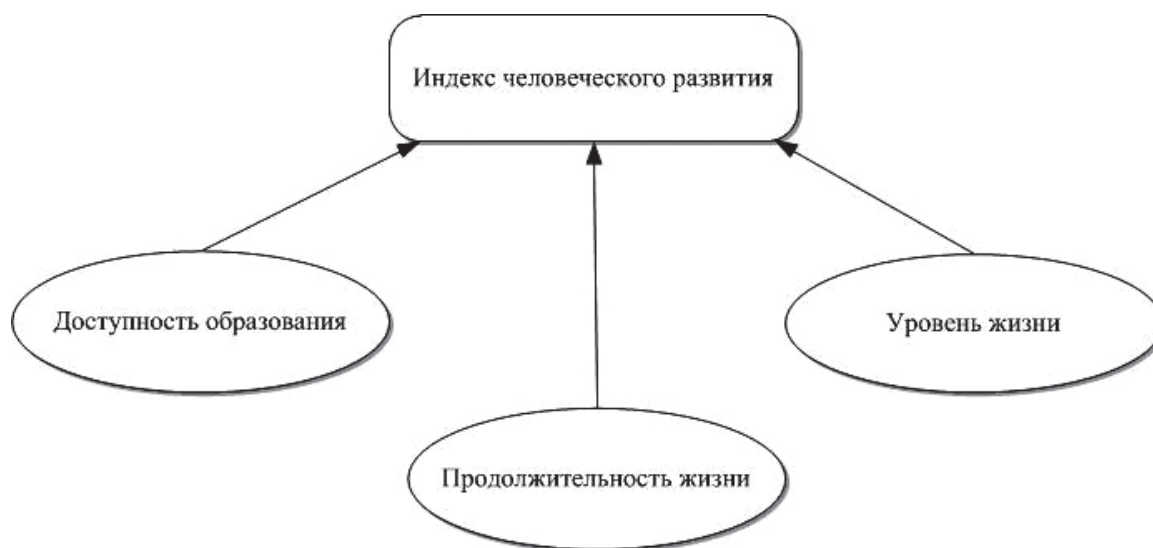 Индекс человеческого развития
Доступность образования
Уровень жизни
Продолжительность жизни